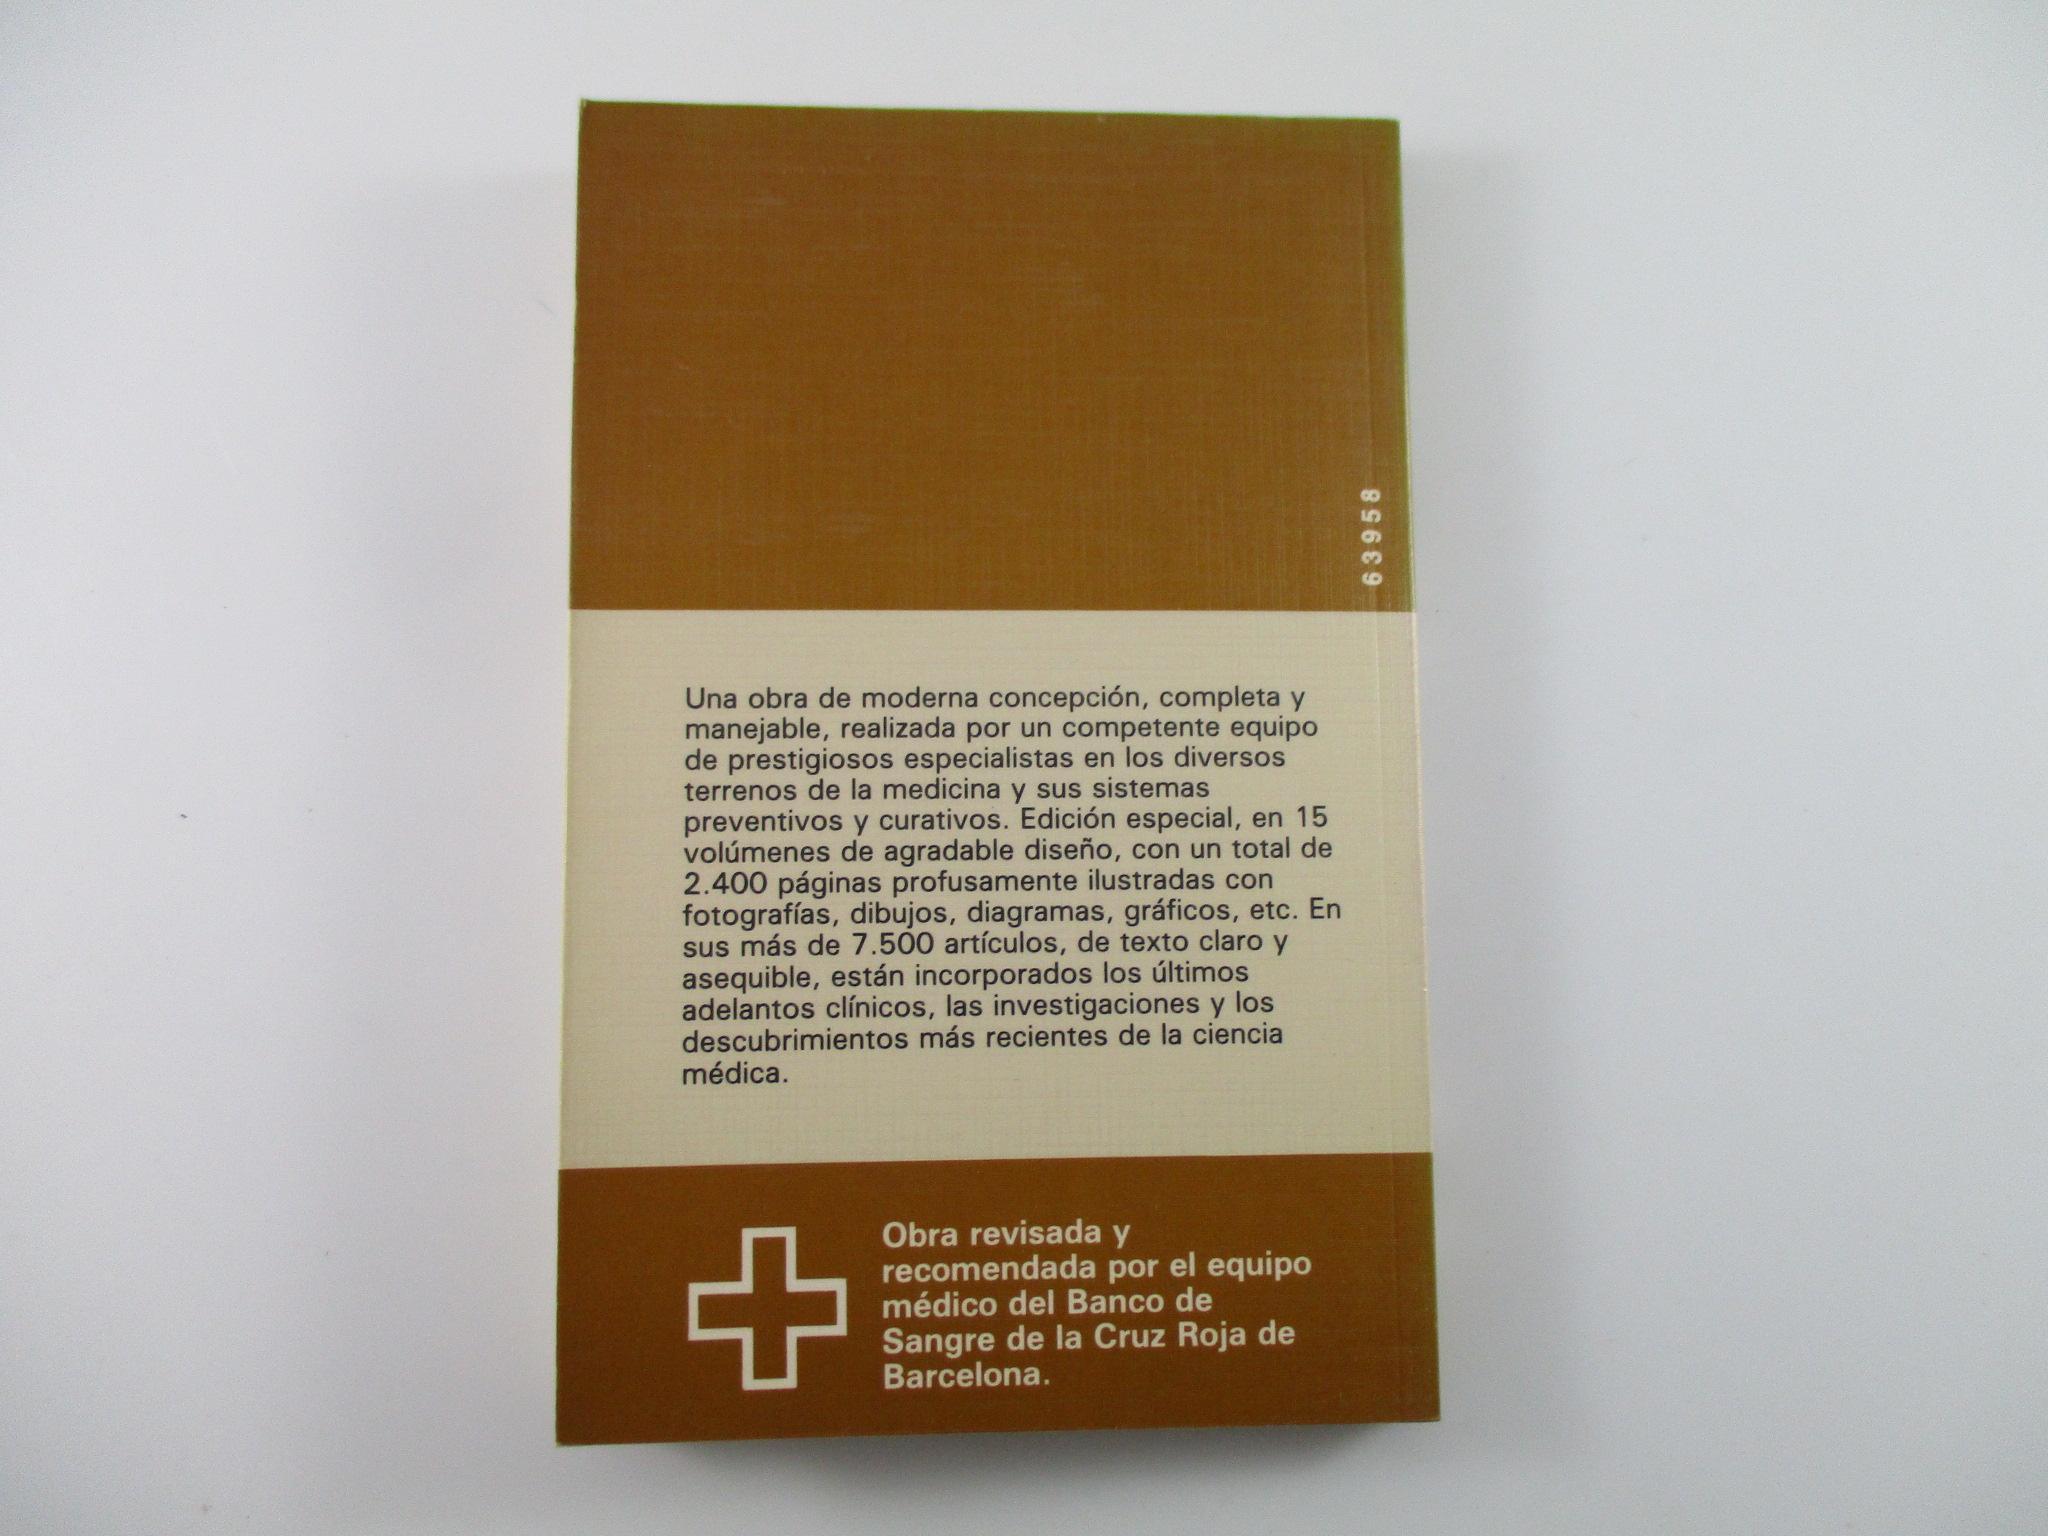 63958
Una obra de moderna concepción, completa y
manejable, realizada por un competente equipo
de prestigiosos especialistas en los diversos
terrenos de la medicina y sus sistemas
preventivos y curativos. Edición especial, en 15
volúmenes de agradable diseño, con un total de
2.400 páginas profusamente ilustradas con
fotografías, dibujos, diagramas, gráficos, etc. En
sus más de 7.500 artículos, de texto claro y
asequible, están incorporados los últimos
adelantos clínicos, las investigaciones y los
descubrimientos más recientes de la ciencia
médica.
Obra revisada y
recomendada por el equipo
médico del Banco de
Sangre de la Cruz Roja de
Barcelona.